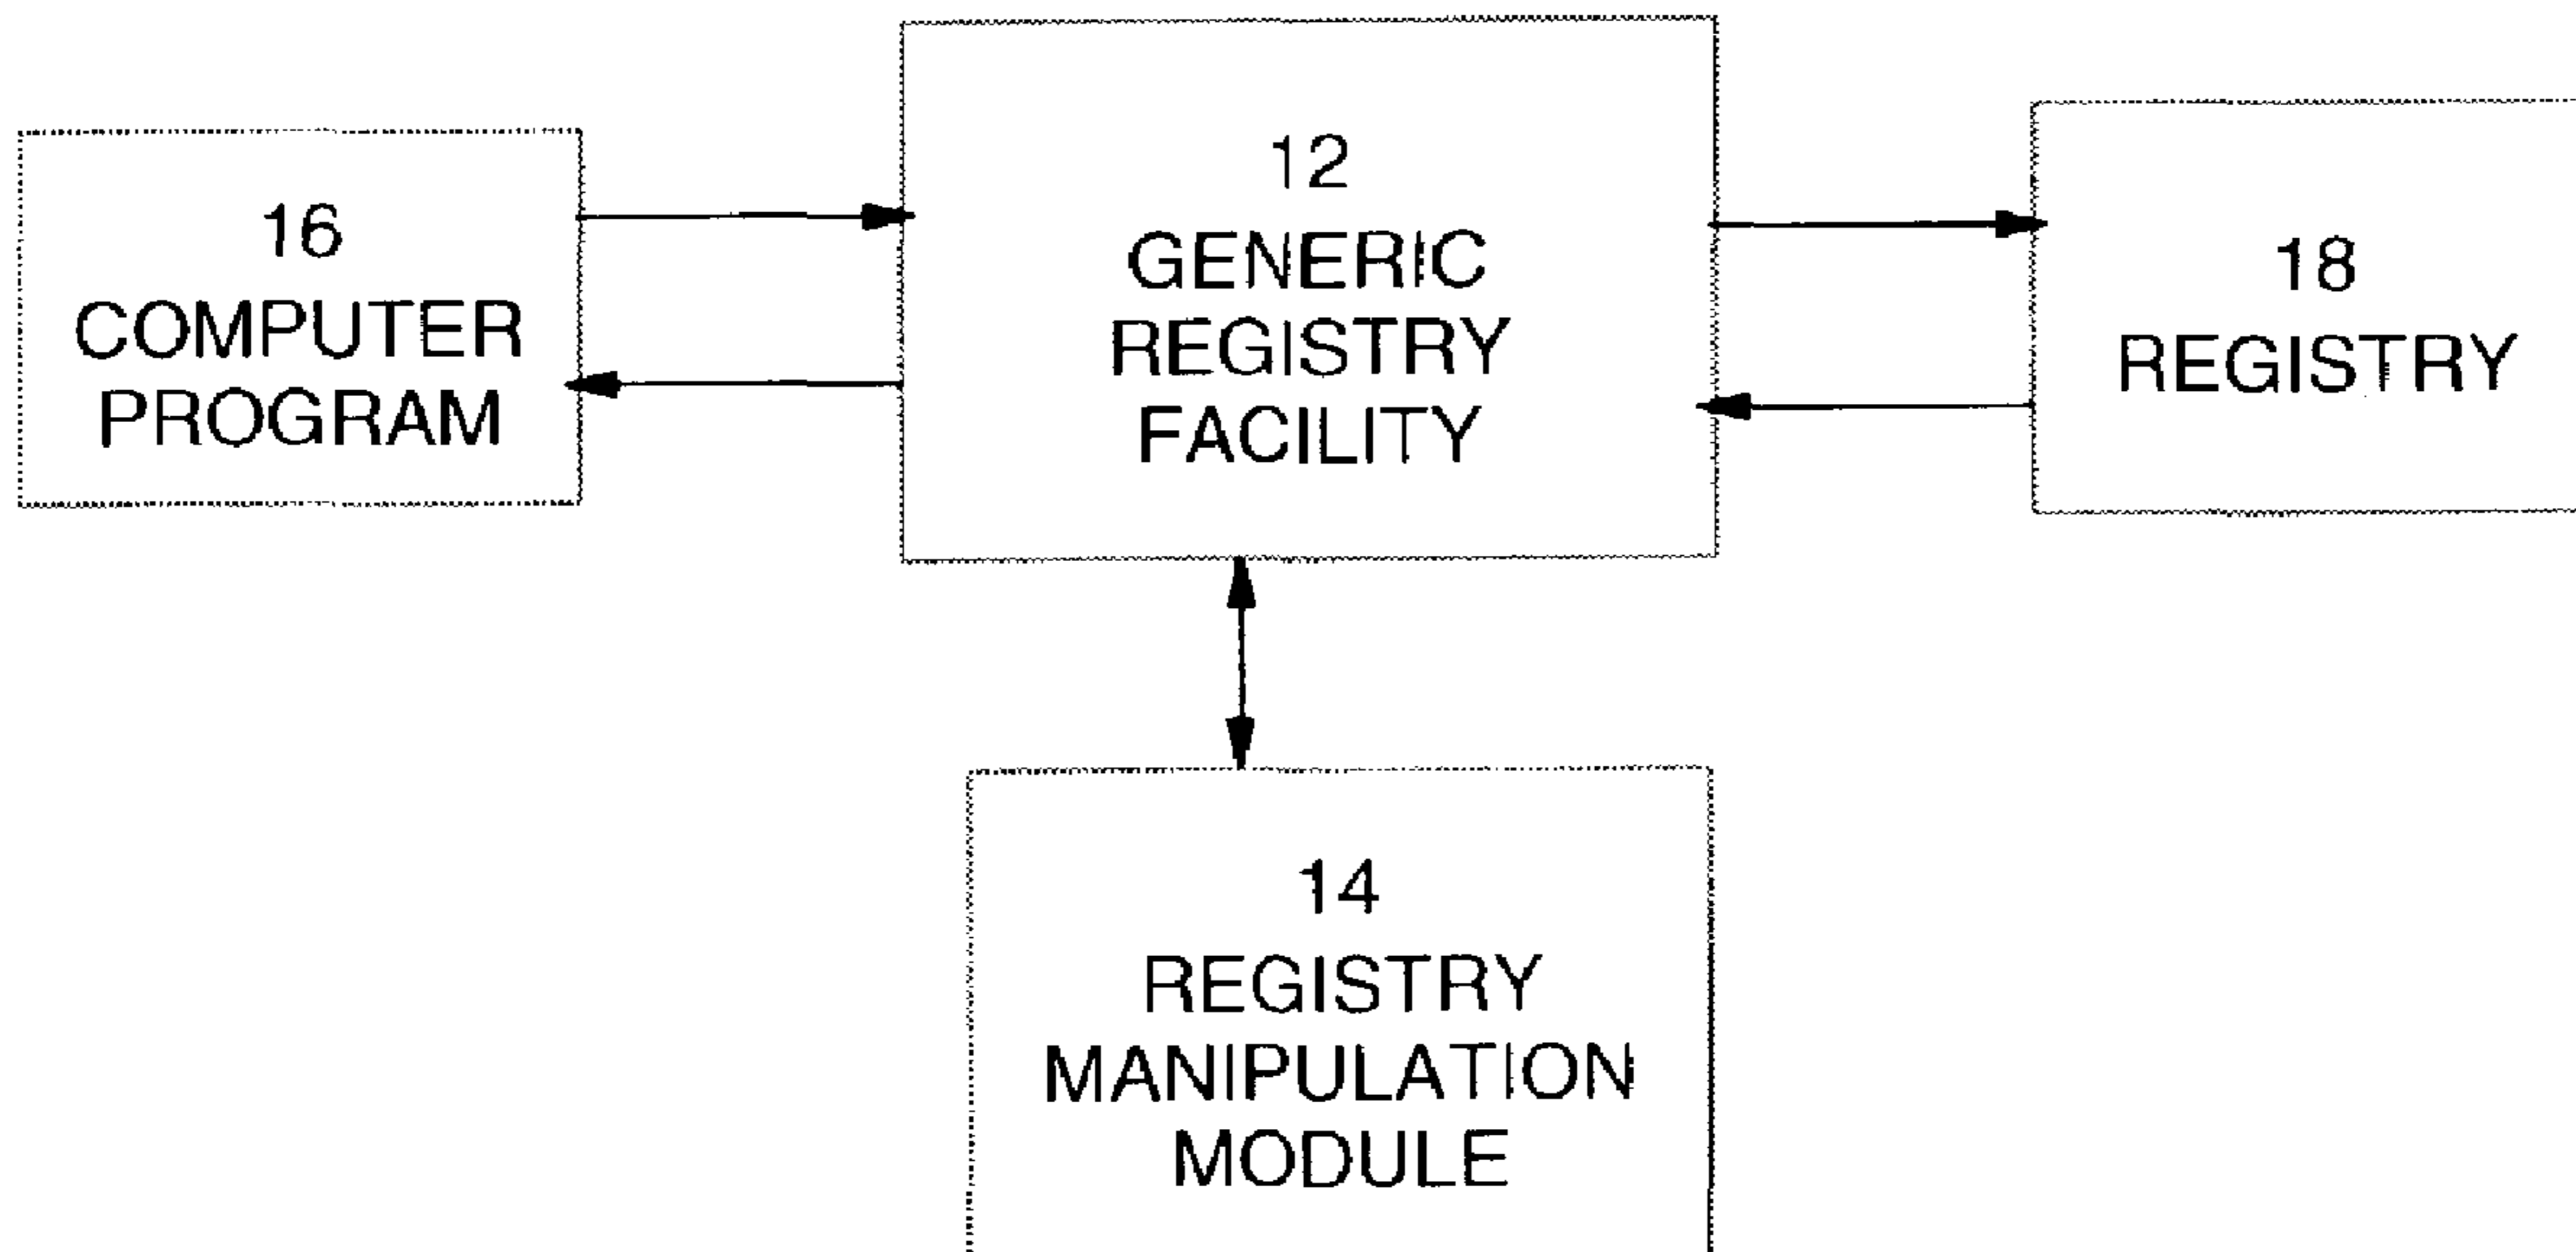 16
COMPUTER
PROGRAM
12
GENERIC
REGISTRY
FACILITY
18
REGISTRY
14
REGISTRY
MANIPULATION
MODULE